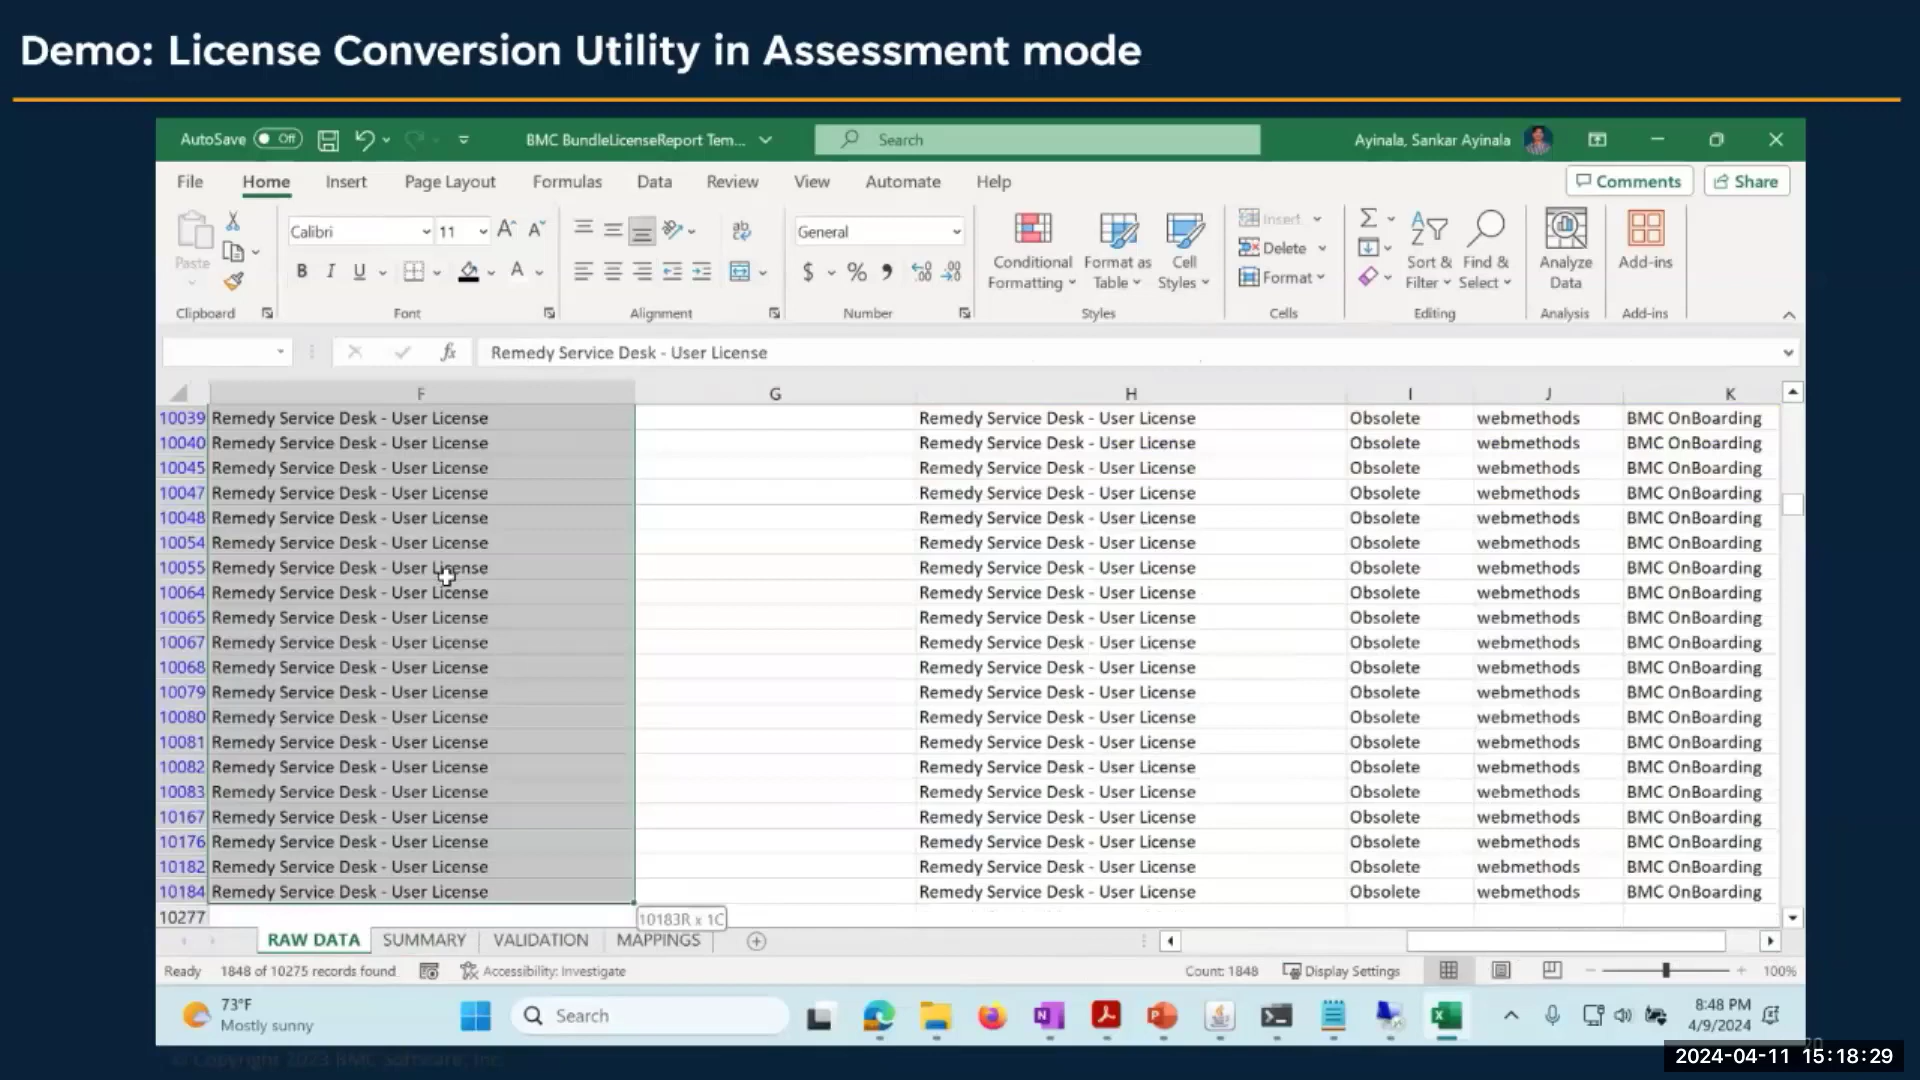 Demo: License Conversion Utility in Assessment mode
AutoSave Off BMC BundleLicenseReport Tem... Search Ayinala, Sankar Ayinala
File Home Insert Page Layout Formulas Data Review View Automate Help Comments Share
Paste Calibri 11 A A ab General $ % Conditional Formatting Format as Table Cell Styles Insert Delete Format Sort & Filter Find & Select Analyze Data Add-ins
B I U A
Clipboard Font Alignment Number Styles Cells Editing Analysis Add-ins
fx Remedy Service Desk - User License
F G H I J K
10039 Remedy Service Desk - User License Remedy Service Desk - User License Obsolete webmethods BMC OnBoarding
10040 Remedy Service Desk - User License Remedy Service Desk - User License Obsolete webmethods BMC OnBoarding
10045 Remedy Service Desk - User License Remedy Service Desk - User License Obsolete webmethods BMC OnBoarding
10047 Remedy Service Desk - User License Remedy Service Desk - User License Obsolete webmethods BMC OnBoarding
10048 Remedy Service Desk - User License Remedy Service Desk - User License Obsolete webmethods BMC OnBoarding
10054 Remedy Service Desk - User License Remedy Service Desk - User License Obsolete webmethods BMC OnBoarding
10055 Remedy Service Desk - User License Remedy Service Desk - User License Obsolete webmethods BMC OnBoarding
10064 Remedy Service Desk - User License Remedy Service Desk - User License Obsolete webmethods BMC OnBoarding
10065 Remedy Service Desk - User License Remedy Service Desk - User License Obsolete webmethods BMC OnBoarding
10067 Remedy Service Desk - User License Remedy Service Desk - User License Obsolete webmethods BMC OnBoarding
10068 Remedy Service Desk - User License Remedy Service Desk - User License Obsolete webmethods BMC OnBoarding
10079 Remedy Service Desk - User License Remedy Service Desk - User License Obsolete webmethods BMC OnBoarding
10080 Remedy Service Desk - User License Remedy Service Desk - User License Obsolete webmethods BMC OnBoarding
10081 Remedy Service Desk - User License Remedy Service Desk - User License Obsolete webmethods BMC OnBoarding
10082 Remedy Service Desk - User License Remedy Service Desk - User License Obsolete webmethods BMC OnBoarding
10083 Remedy Service Desk - User License Remedy Service Desk - User License Obsolete webmethods BMC OnBoarding
10167 Remedy Service Desk - User License Remedy Service Desk - User License Obsolete webmethods BMC OnBoarding
10176 Remedy Service Desk - User License Remedy Service Desk - User License Obsolete webmethods BMC OnBoarding
10182 Remedy Service Desk - User License Remedy Service Desk - User License Obsolete webmethods BMC OnBoarding
10184 Remedy Service Desk - User License Remedy Service Desk - User License Obsolete webmethods BMC OnBoarding
10277 10183R x 1C
RAW DATA SUMMARY VALIDATION MAPPINGS
Ready 1848 of 10275 records found Accessibility: Investigate Count: 1848 Display Settings 100%
73°F Search 8:48 PM
Mostly sunny 4/9/2024
© Copyright 2023 BMC Software, Inc.
2024-04-11 15:18:29